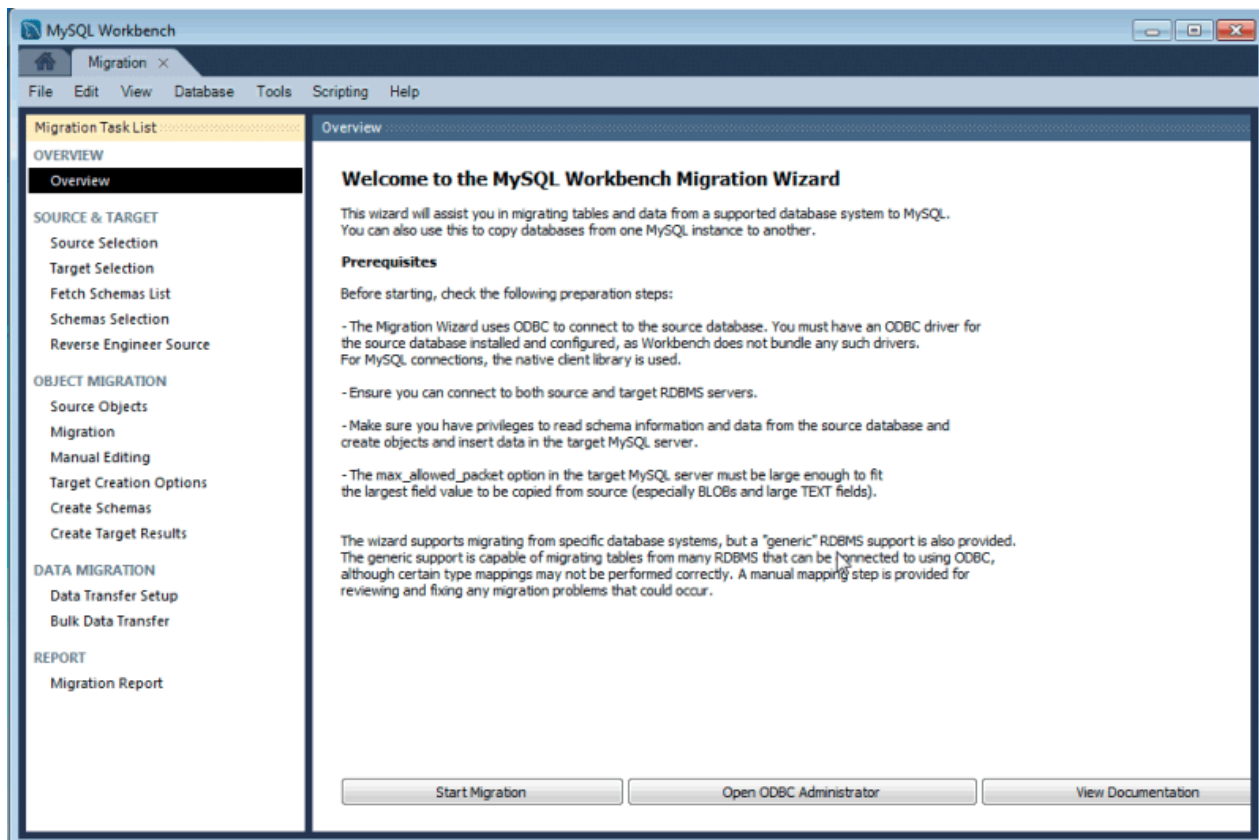 MySQL Workbench
Migration
File Edit View Database Tools Scripting Help
Migration Task List
OVERVIEW
Overview
SOURCE & TARGET
Source Selection
Target Selection
Fetch Schemas List
Schemas Selection
Reverse Engineer Source
OBJECT MIGRATION
Source Objects
Migration
Manual Editing
Target Creation Options
Create Schemas
Create Target Results
DATA MIGRATION
Data Transfer Setup
Bulk Data Transfer
REPORT
Migration Report
Overview
Welcome to the MySQL Workbench Migration Wizard
This wizard will assist you in migrating tables and data from a supported database system to MySQL.
You can also use this to copy databases from one MySQL instance to another.
Prerequisites
Before starting, check the following preparation steps:
- The Migration Wizard uses ODBC to connect to the source database. You must have an ODBC driver for
the source database installed and configured, as Workbench does not bundle any such drivers.
For MySQL connections, the native client library is used.
- Ensure you can connect to both source and target RDBMS servers.
- Make sure you have privileges to read schema information and data from the source database and
create objects and insert data in the target MySQL server.
- The max_allowed_packet option in the target MySQL server must be large enough to fit
the largest field value to be copied from source (especially BLOBs and large TEXT fields).
The wizard supports migrating from specific database systems, but a "generic" RDBMS support is also provided.
The generic support is capable of migrating tables from many RDBMS that can be connected to using ODBC,
although certain type mappings may not be performed correctly. A manual mapping step is provided for
reviewing and fixing any migration problems that could occur.
Start Migration
Open ODBC Administrator
View Documentation